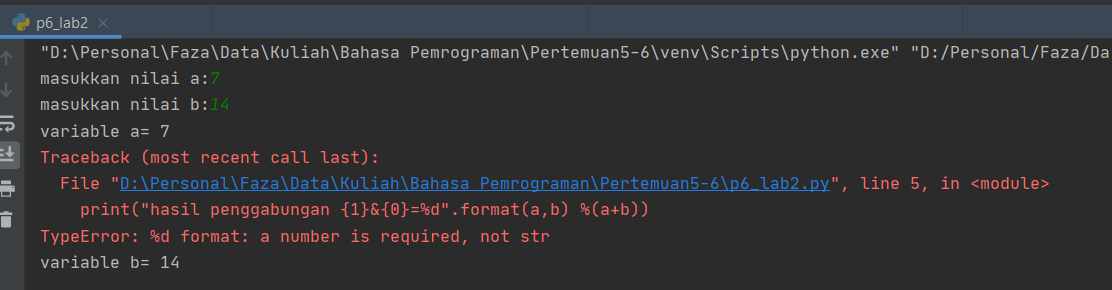 p6_lab2
"D:\Personal\Faza\Data\Kuliah\Bahasa Pemrograman\Pertemuan5-6\venv\Scripts\python.exe" "D:/Personal/Faza/Da
masukkan nilai a:7
masukkan nilai b:14
variable a= 7
Traceback (most recent call last):
File "D:\Personal\Faza\Data\Kuliah\Bahasa Pemrograman\Pertemuan5-6\p6_lab2.py", line 5, in <module>
print("hasil penggabungan {1}&{0}=%d".format(a,b) %(a+b))
TypeError: %d format: a number is required, not str
variable b= 14